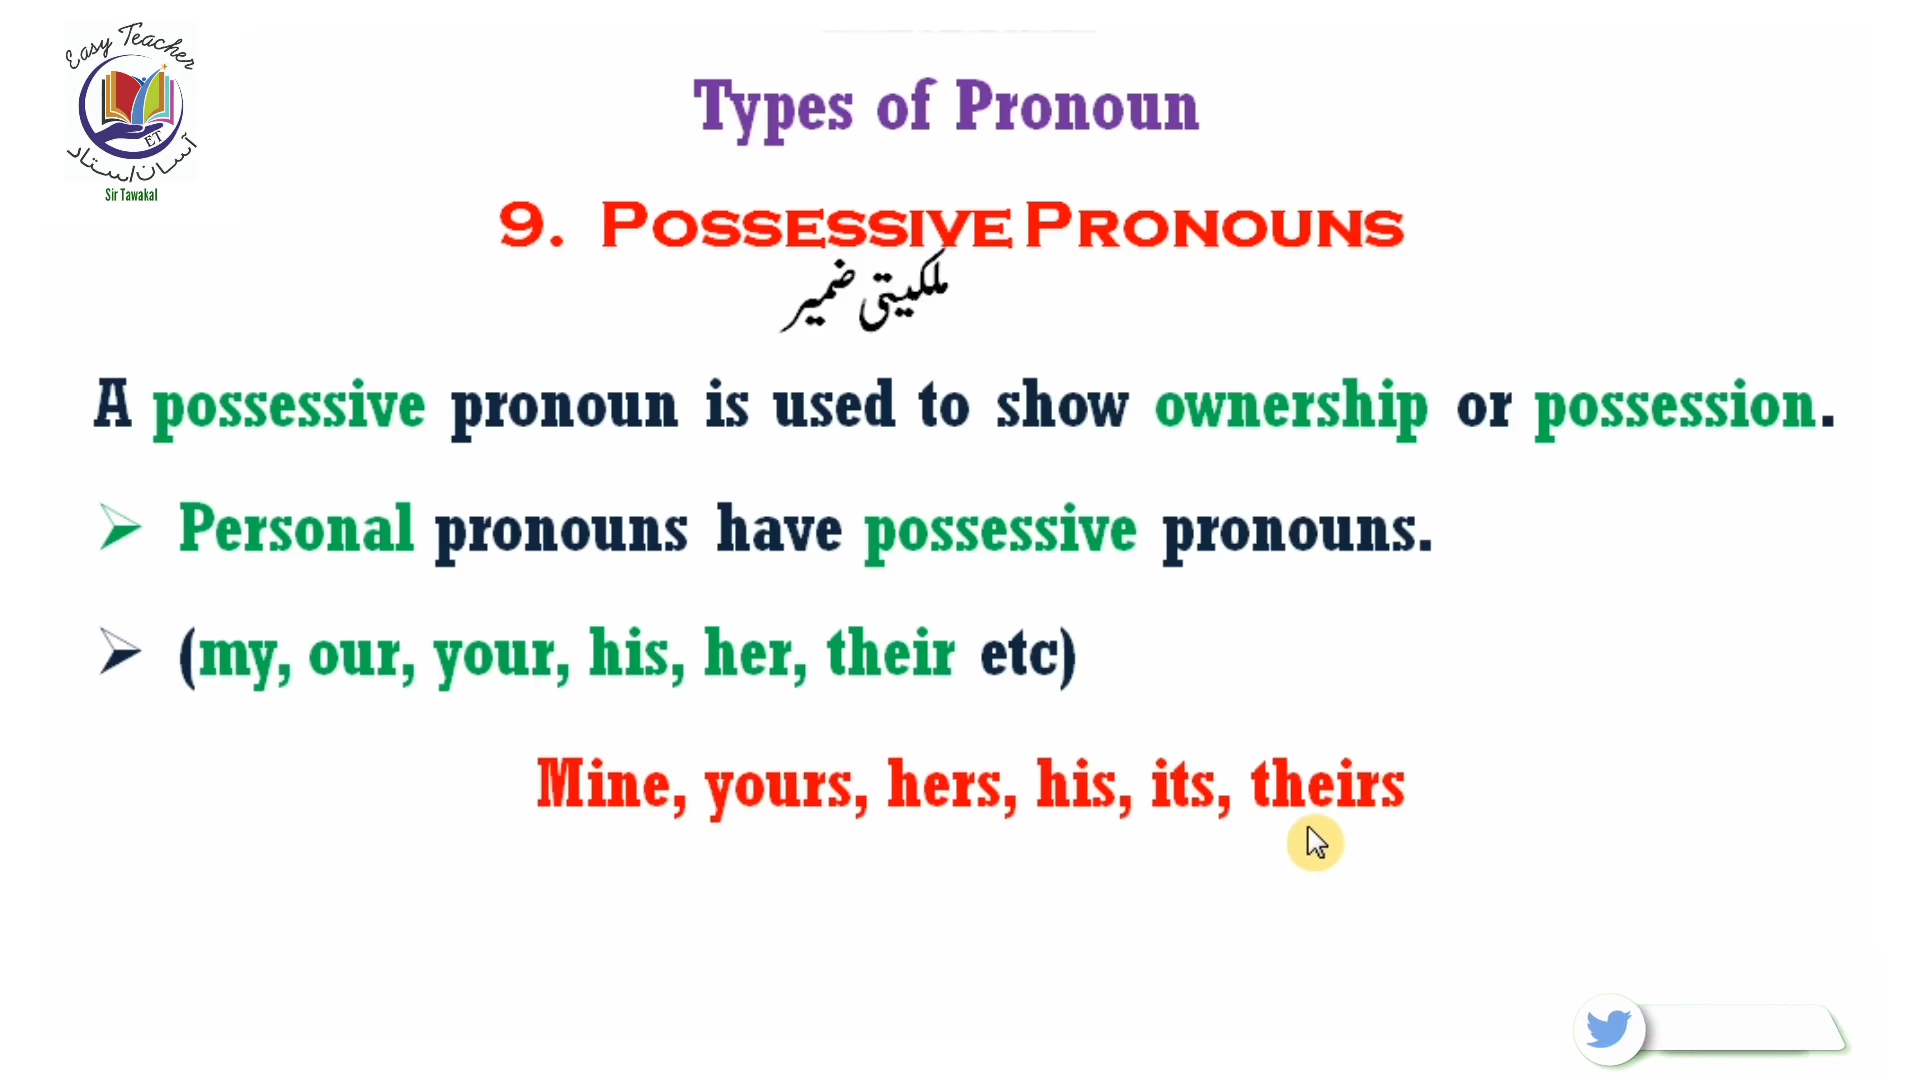 Easy Teacher
ET
آسان استاد
Sir Tawakal
Types of Pronoun
9. POSSESSIVE PRONOUNS
ملکیتی ضمیر
A possessive pronoun is used to show ownership or possession.
Personal pronouns have possessive pronouns.
(my, our, your, his, her, their etc)
Mine, yours, hers, his, its, theirs